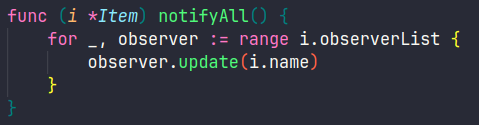 func (i *Item) notifyAll() {
    for _, observer := range i.observerList {
        observer.update(i.name)
    }
}